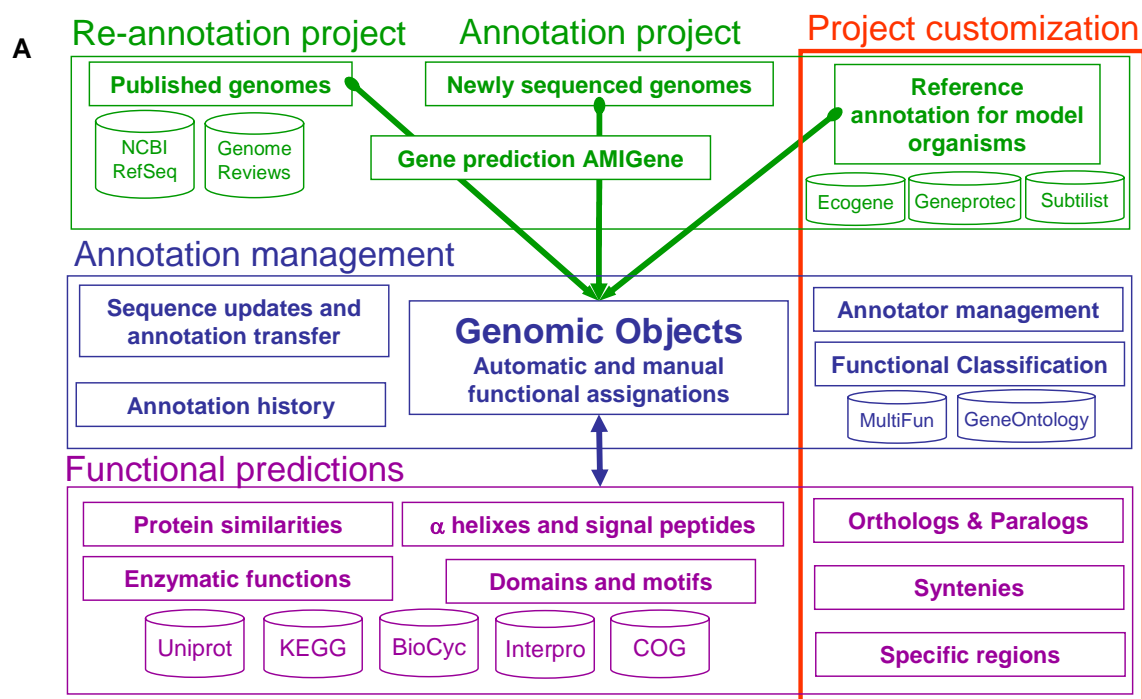 A
Re-annotation project
Annotation project
Project customization
Published genomes
Newly sequenced genomes
Reference
annotation for model
organisms
NCBI
RefSeq
Genome
Reviews
Gene prediction AMIGene
Ecogene
Geneprotec
Subtilist
Annotation management
Sequence updates and
annotation transfer
Annotation history
Genomic Objects
Automatic and manual
functional assignations
Annotator management
Functional Classification
MultiFun
GeneOntology
Functional predictions
Protein similarities
α helixes and signal peptides
Orthologs & Paralogs
Enzymatic functions
Domains and motifs
Syntenies
Uniprot
KEGG
BioCyc
Interpro
COG
Specific regions